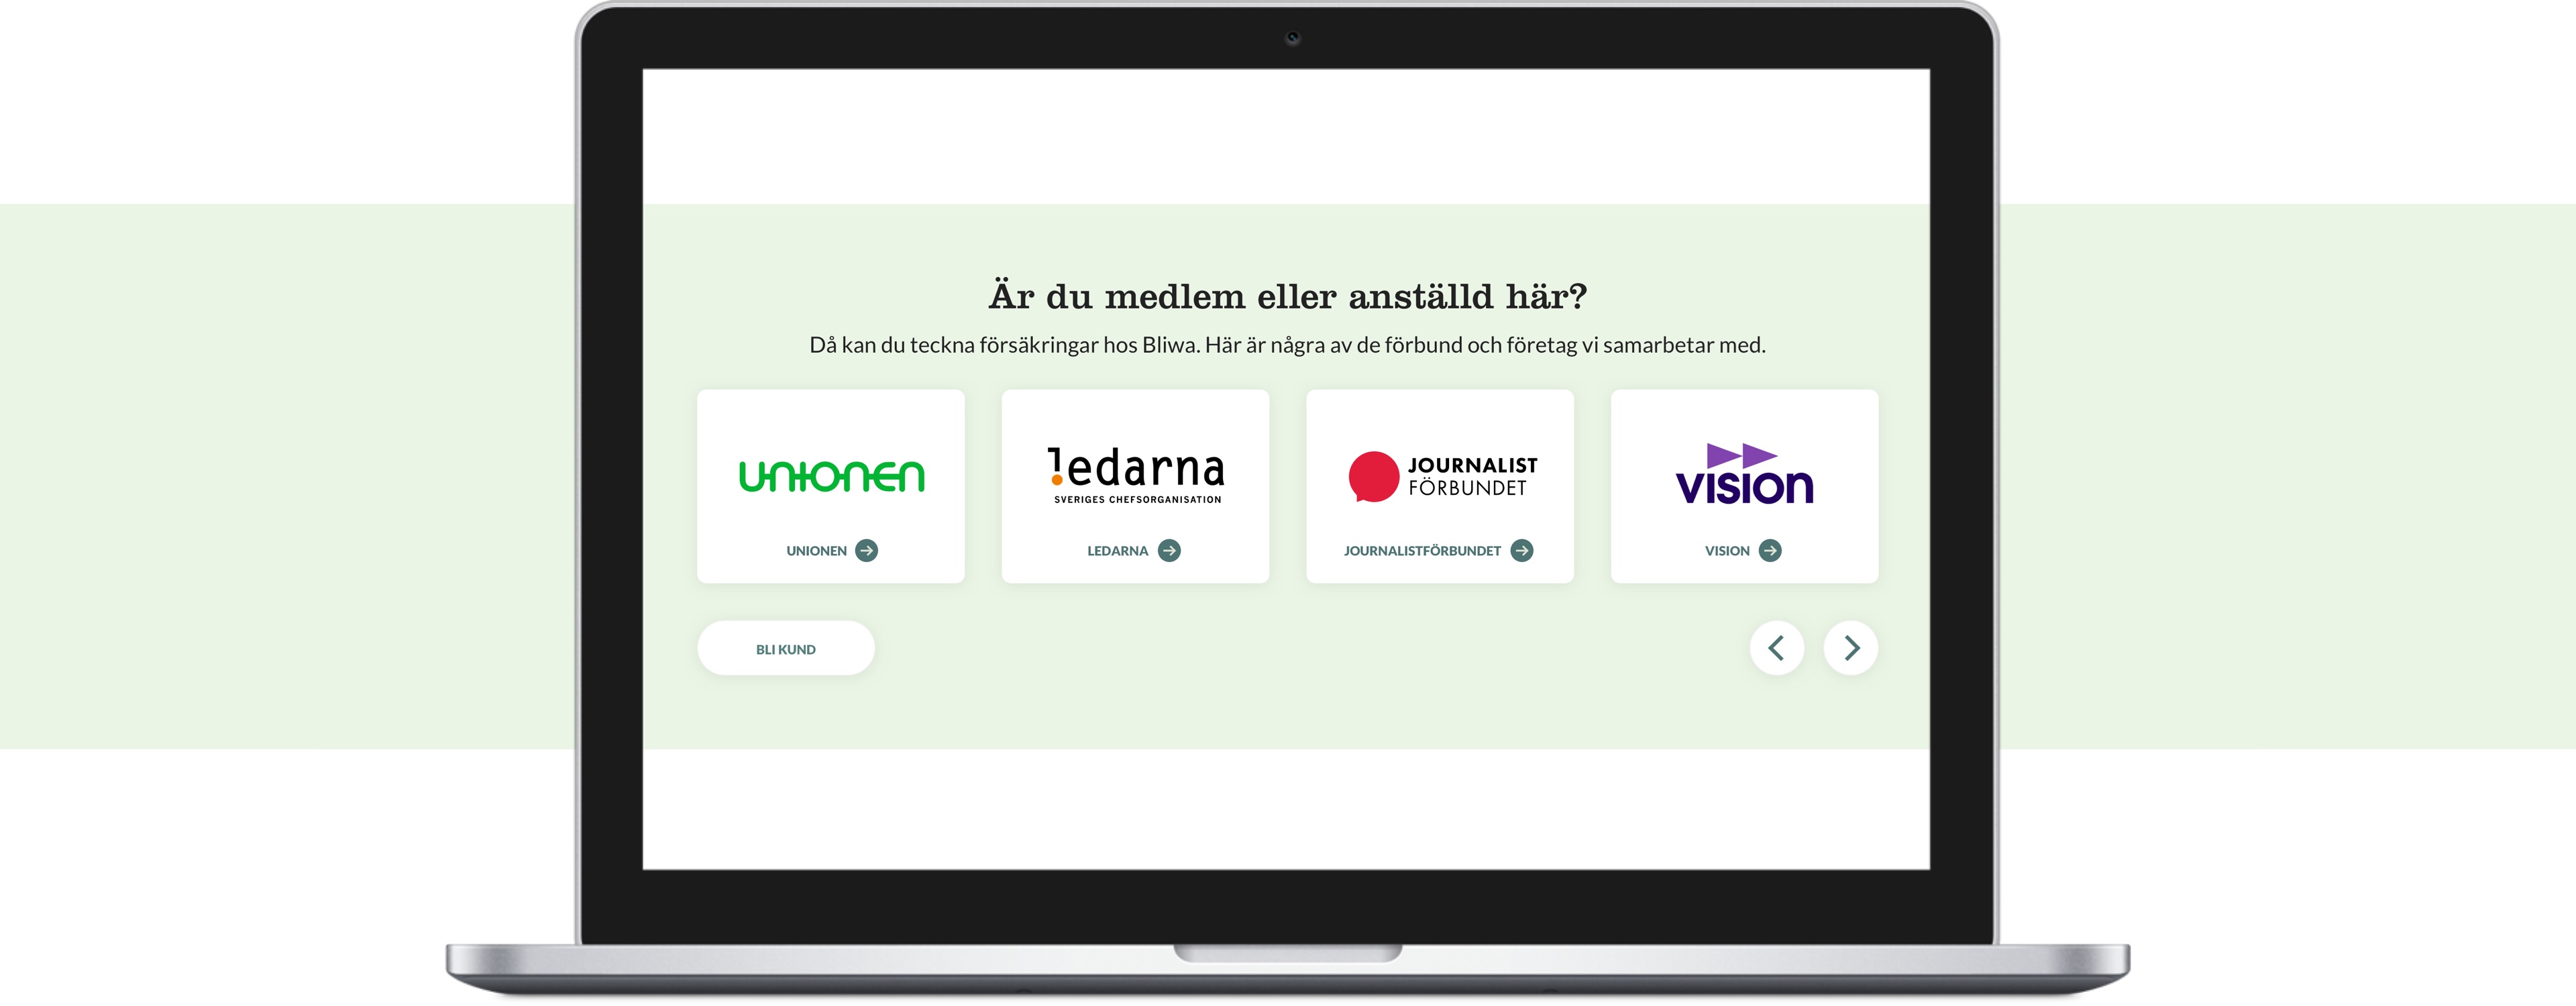 Är du medlem eller anställd här?
Då kan du teckna försäkringar hos Bliwa. Här är några av de förbund och företag vi samarbetar med.
unionen
ledarna
SVERIGES CHEFSORGANISATION
JOURNALIST
FÖRBUNDET
vision
UNIONEN
LEDARNA
JOURNALISTFÖRBUNDET
VISION
BLI KUND